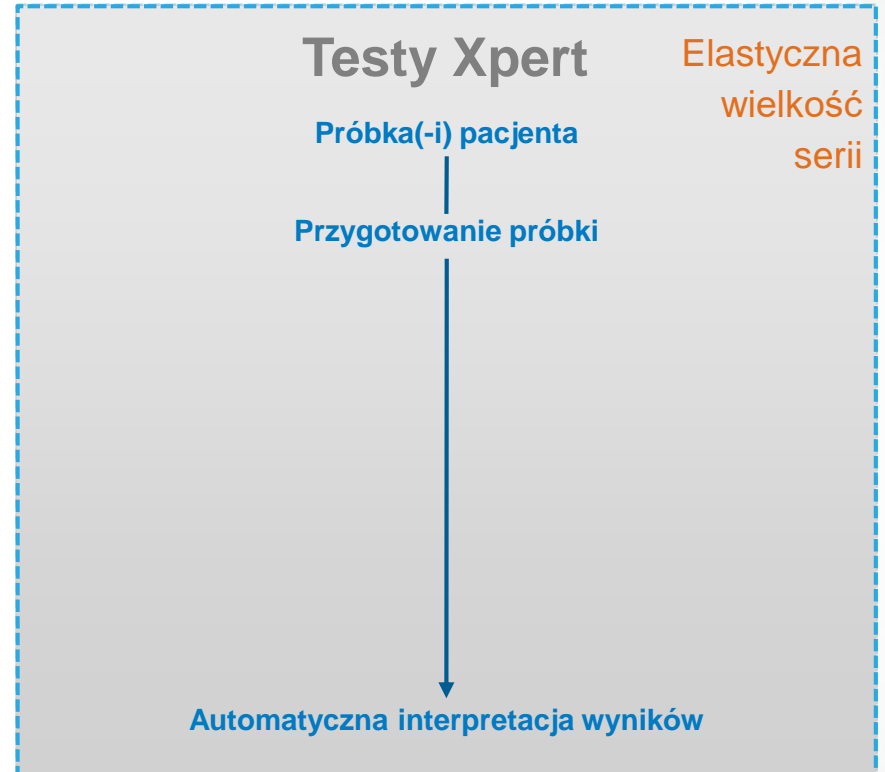 Testy Xpert
Elastyczna
wielkość
serii
Próbka(-i) pacjenta
Przygotowanie próbki
Automatyczna interpretacja wyników